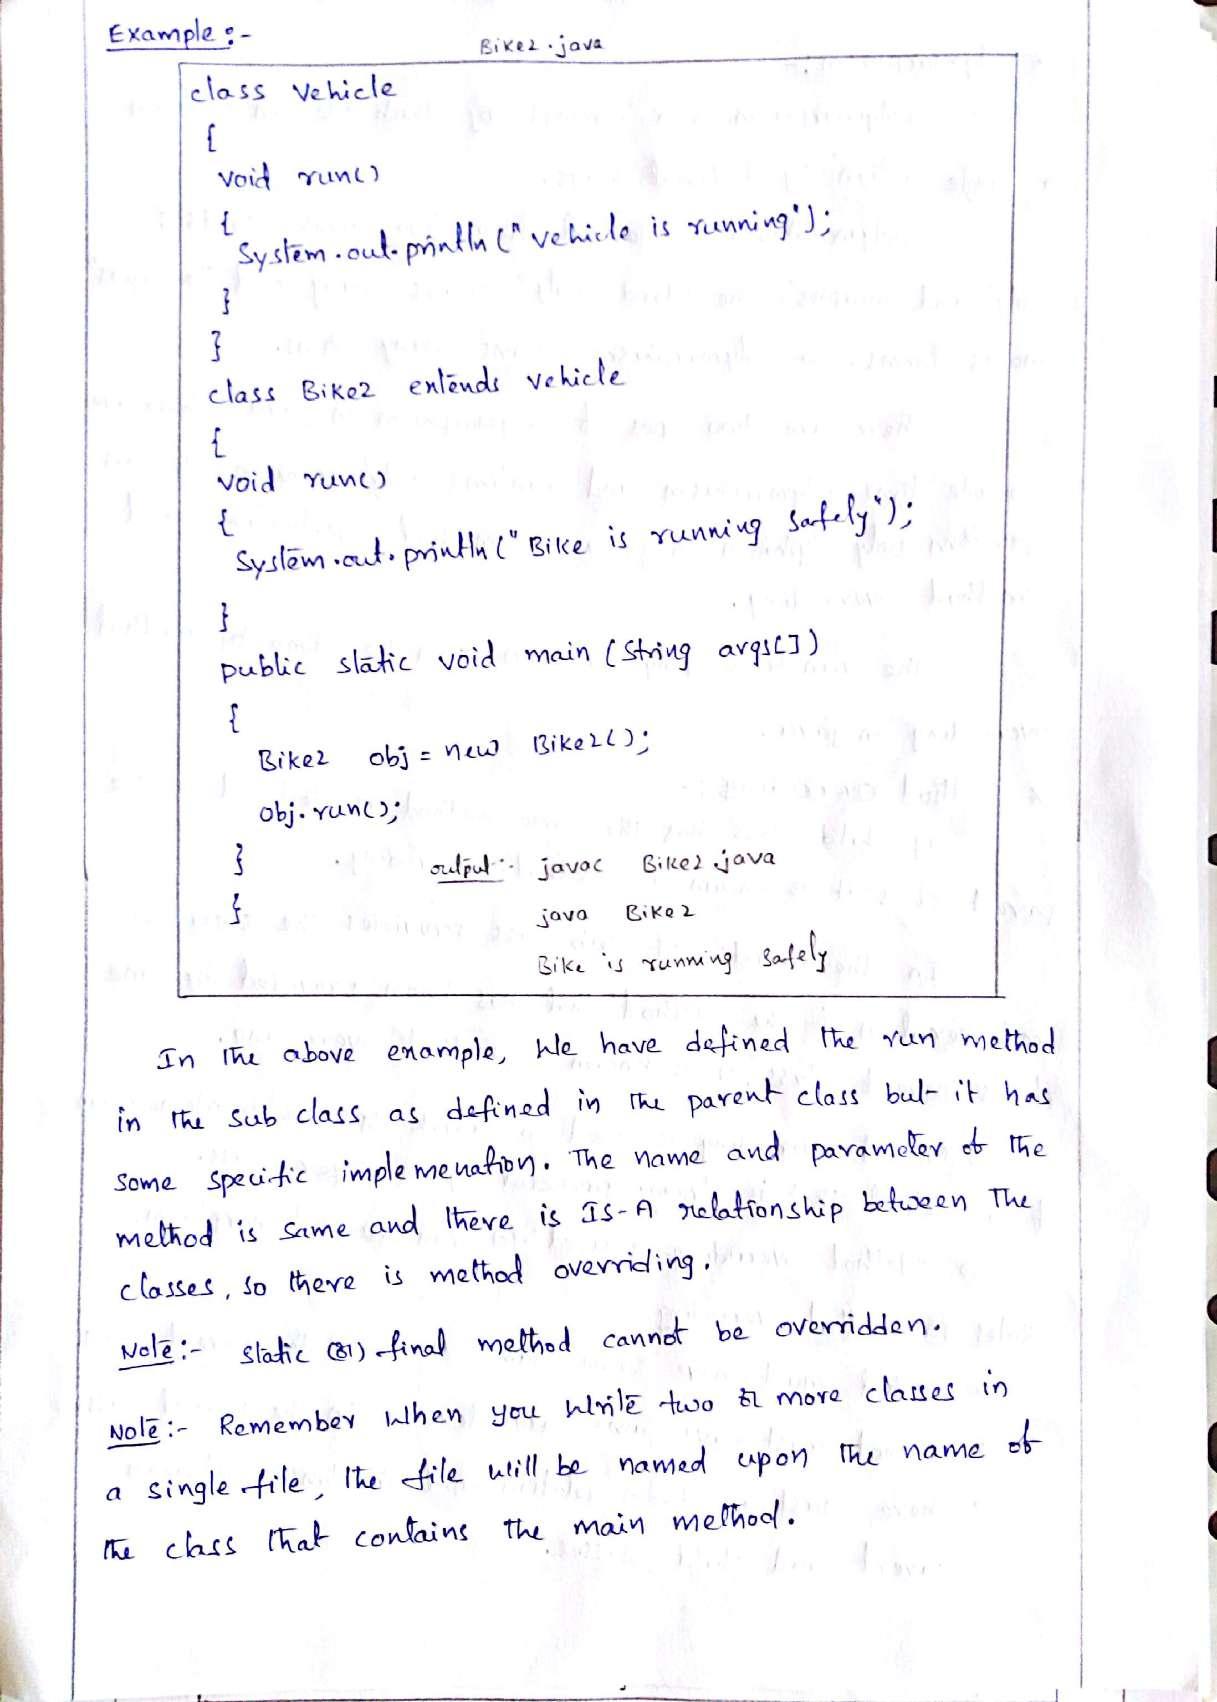 Example :-
Bike2.java
class Vehicle
{
void run()
{
System.out.println ("vehicle is running");
}
}
class Bike2 extends vehicle
{
void run()
{
System.out.println ("Bike is running safely");
}
public static void main (String args[])
{
Bike2 obj = new Bike2();
obj.run();
}
output :- javac Bike2.java
}
java Bike2
Bike is running safely
In the above example, We have defined the run method
in the sub class as defined in the parent class but it has
some specific implemenation. The name and parameter of the
method is same and there is IS-A relationship between the
classes, so there is method overriding.
Note :- static (or) final method cannot be overridden.
Note :- Remember when you write two or more classes in
a single file, the file will be named upon the name of
the class that contains the main method.